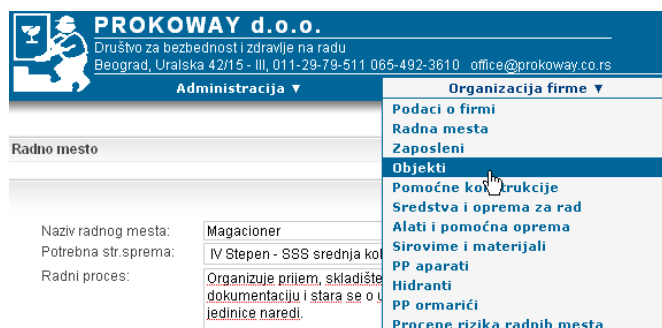 PROKOWAY d.o.o.
Društvo za bezbednost i zdravlje na radu
Beograd, Uralska 42/15 - III, 011-29-79-511 065-492-3610 office@prokoway.co.rs
Administracija ▼ Organizacija firme ▼
Podaci o firmi
Radna mesta
Radno mesto
Zaposleni
Objekti
Pomoćne konstrukcije
Sredstva i oprema za rad
Alati i pomoćna oprema
Sirovime i materijali
PP aparati
Hidranti
PP ormarići
Procene rizika radnih mesta
Naziv radnog mesta: Magacioner
Potrebna str.sprema: IV Stepen - SSS srednja
Radni proces: Organizuje prijem,
dokumentaciju i stara se o
jedinice naredi.